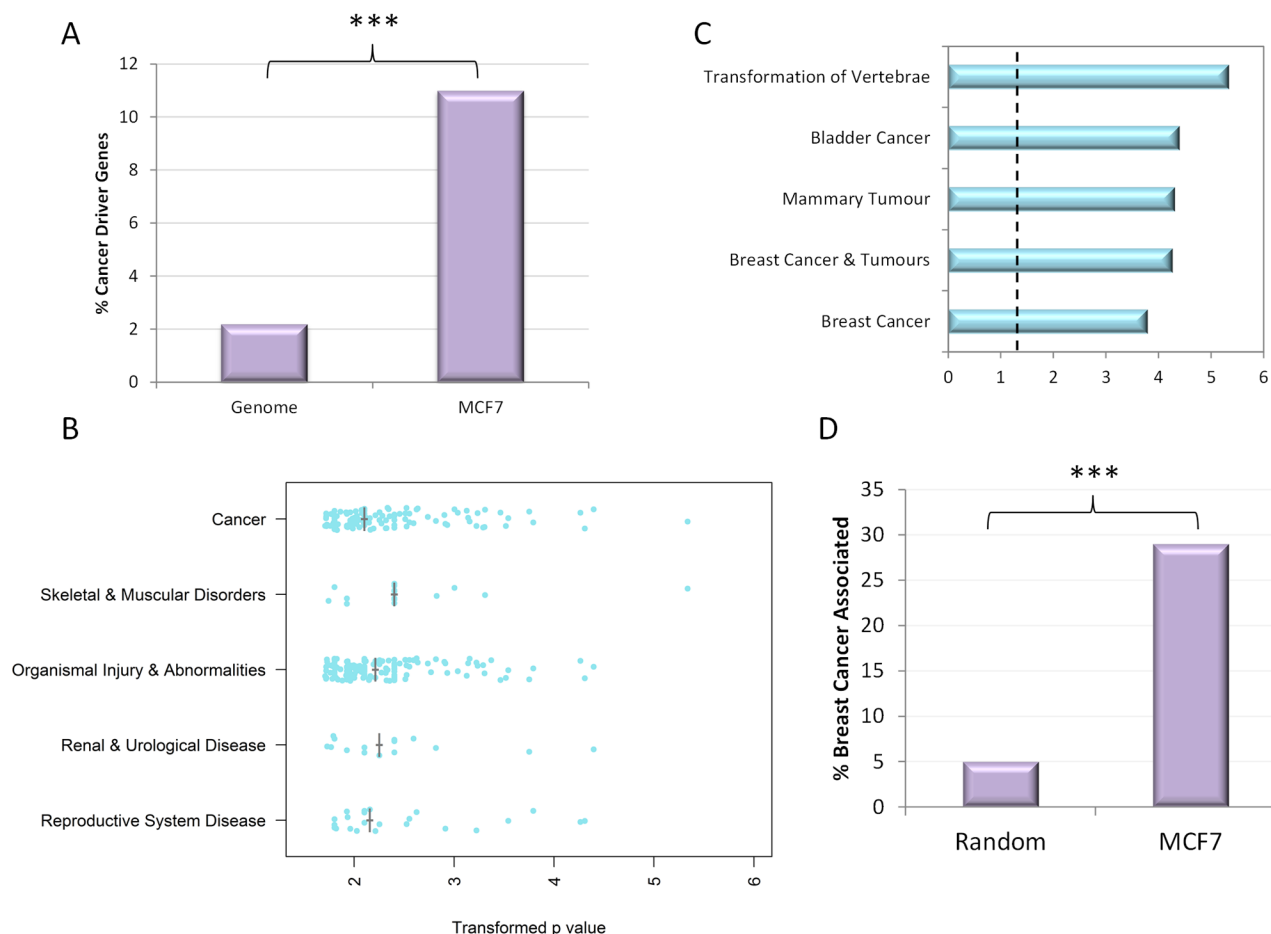 A
***
12
10
8
6
4
2
0
% Cancer Driver Genes
Genome
MCF7
C
Transformation of Vertebrae
Bladder Cancer
Mammary Tumour
Breast Cancer & Tumours
Breast Cancer
0 1 2 3 4 5 6
B
Cancer
Skeletal & Muscular Disorders
Organismal Injury & Abnormalities
Renal & Urological Disease
Reproductive System Disease
2 3 4 5 6
Transformed p value
D
***
35
30
25
20
15
10
5
0
% Breast Cancer Associated
Random
MCF7